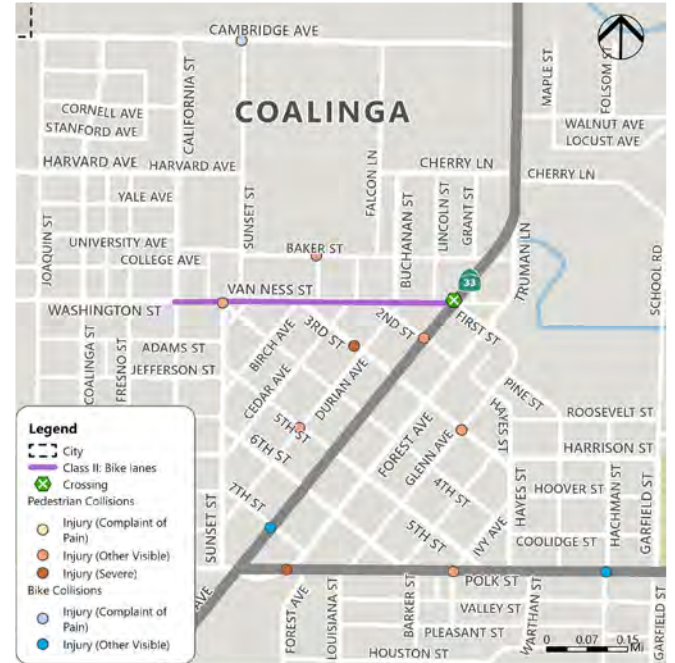 CAMBRIDGE AVE
CALIFORNIA ST
MAPLE ST
FOLSOM ST
COALINGA
CORNELL AVE
STANFORD AVE
WALNUT AVE
LOCUST AVE
HARVARD AVE
HARVARD AVE
FALCON LN
CHERRY LN
CHERRY LN
YALE AVE
JOAQUIN ST
SUNSET ST
BUCHANAN ST
LINCOLN ST
GRANT ST
UNIVERSITY AVE
COLLEGE AVE
BAKER ST
TRUMAN LN
SCHOOL RD
33
VAN NESS ST
WASHINGTON ST
FIRST ST
2ND ST
3RD ST
BIRCH AVE
ADAMS ST
JEFFERSON ST
COALINGA ST
FRESNO ST
CEDAR AVE
DURIAN AVE
PINE ST
HAYES ST
ROOSEVELT ST
5TH ST
6TH ST
FOREST AVE
GLENN AVE
HARRISON ST
4TH ST
HAYES ST
HOOVER ST
HACHMAN ST
GARFIELD ST
7TH ST
SUNSET ST
5TH ST
IVY AVE
COOLIDGE ST
POLK ST
AVE
FOREST AVE
LOUISIANA ST
BARKER ST
VALLEY ST
WARTHAN ST
PLEASANT ST
HOUSTON ST
GARFIELD ST
0 0.07 0.15
Mi
Legend
City
Class II: Bike lanes
Crossing
Pedestrian Collisions
Injury (Complaint of
Pain)
Injury (Other Visible)
Injury (Severe)
Bike Collisions
Injury (Complaint of
Pain)
Injury (Other Visible)